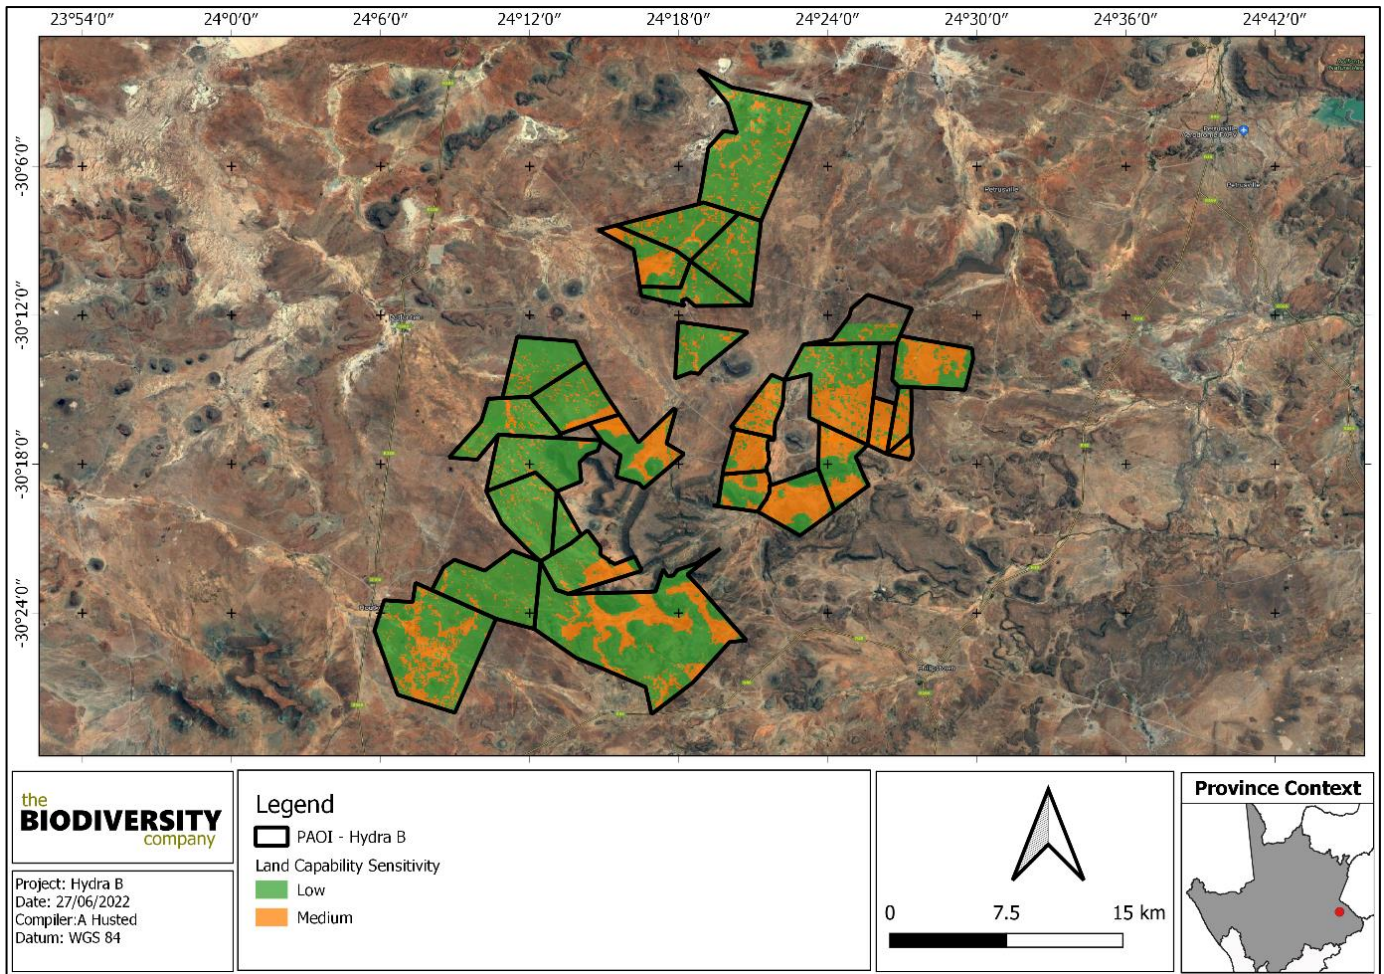 23°54′0″ 24°0′0″ 24°6′0″ 24°12′0″ 24°18′0″ 24°24′0″ 24°30′0″ 24°36′0″ 24°42′0″
-30°6′0″
Petrusville
Petrusville
-30°12′0″
-30°18′0″
-30°24′0″
the
BIODIVERSITY
company
Project: Hydra B
Date: 27/06/2022
Compiler:A Husted
Datum: WGS 84
Legend
PAOI - Hydra B
Land Capability Sensitivity
Low
Medium
0 7.5 15 km
Province Context